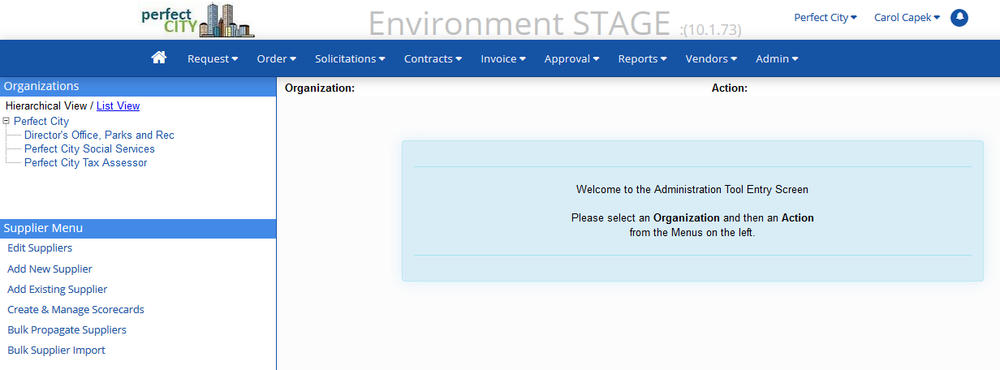 perfect
CITY
Environment STAGE :(10.1.73)
Perfect City Carol Capek
Request Order Solicitations Contracts Invoice Approval Reports Vendors Admin
Organizations
Hierarchical View / List View
Perfect City
Director's Office, Parks and Rec
Perfect City Social Services
Perfect City Tax Assessor
Supplier Menu
Edit Suppliers
Add New Supplier
Add Existing Supplier
Create & Manage Scorecards
Bulk Propagate Suppliers
Bulk Supplier Import
Organization: Action:
Welcome to the Administration Tool Entry Screen
Please select an Organization and then an Action
from the Menus on the left.